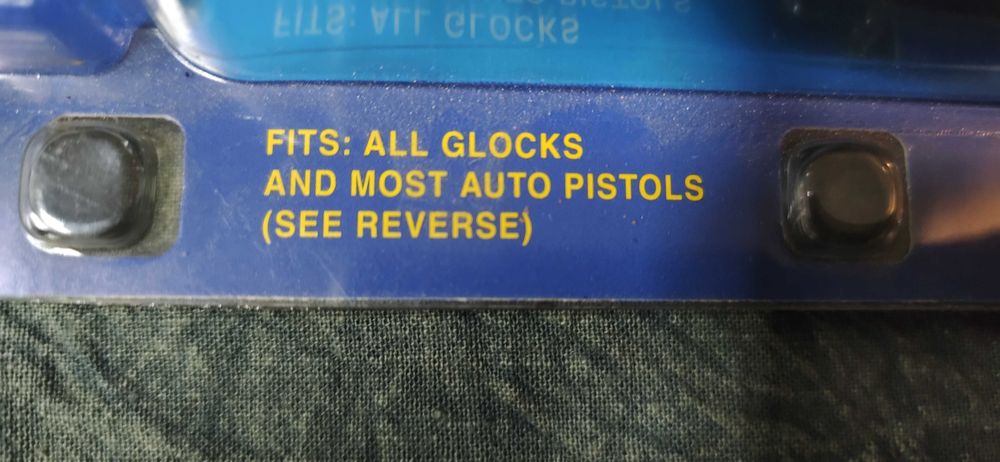 FITS: ALL GLOCKS
AND MOST AUTO PISTOLS
(SEE REVERSE)